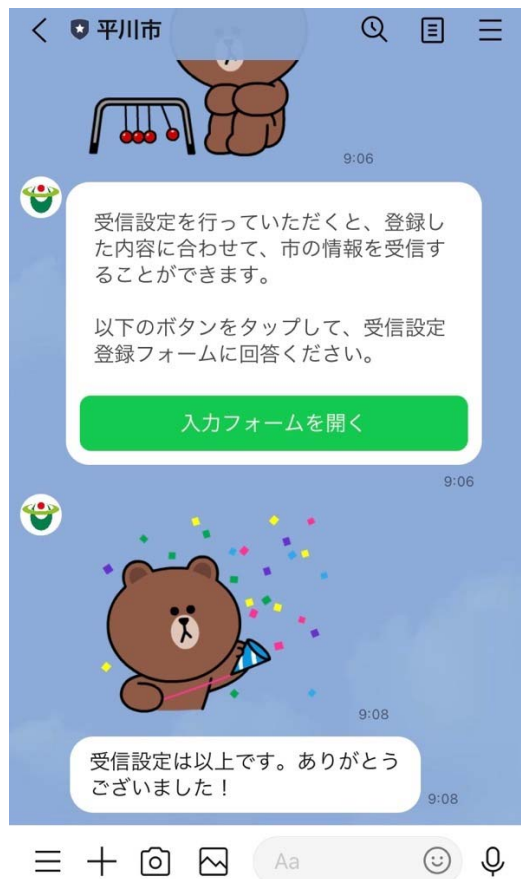 平川市
9:06
受信設定を行っていただくと、登録し
た内容に合わせて、市の情報を受信す
ることができます。
以下のボタンをタップして、受信設定
登録フォームに回答ください。
入力フォームを開く
9:06
9:08
受信設定は以上です。ありがとう
ございました！
9:08
Aa